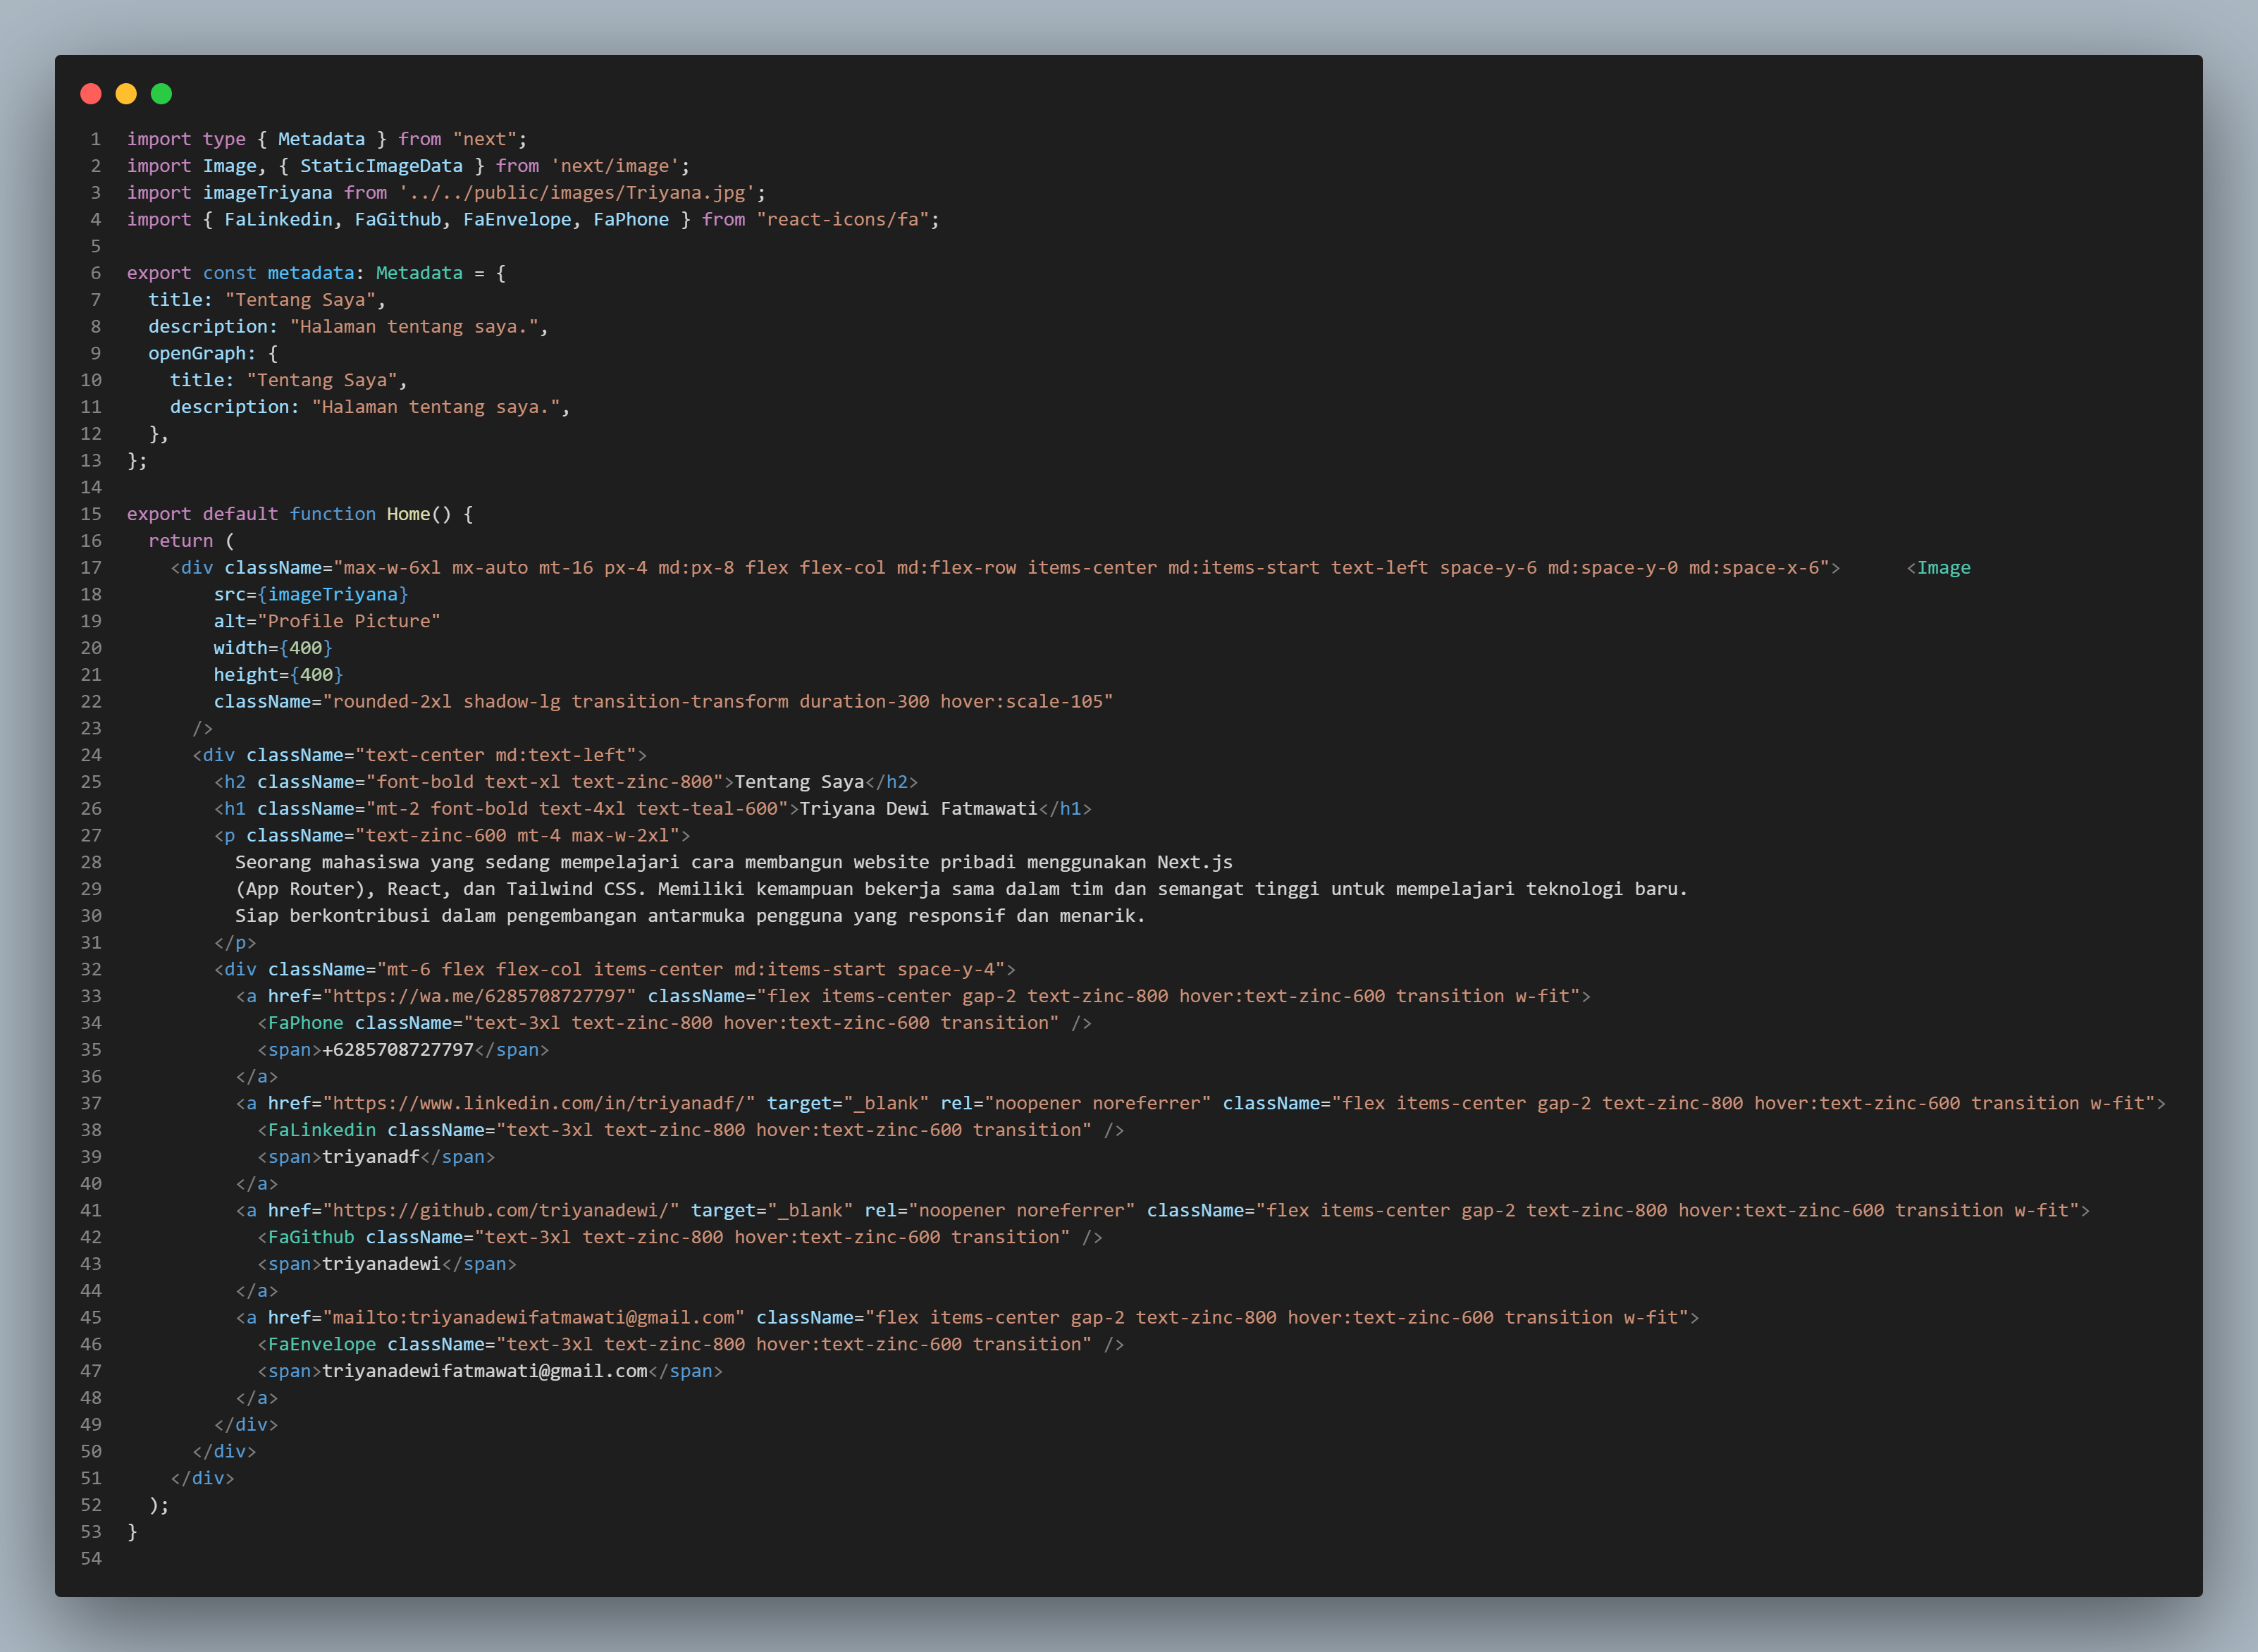 1 import type { Metadata } from "next";
2 import Image, { StaticImageData } from 'next/image';
3 import imageTriyana from '../../public/images/Triyana.jpg';
4 import { FaLinkedin, FaGithub, FaEnvelope, FaPhone } from "react-icons/fa";
5
6 export const metadata: Metadata = {
7   title: "Tentang Saya",
8   description: "Halaman tentang saya.",
9   openGraph: {
10     title: "Tentang Saya",
11     description: "Halaman tentang saya.",
12   },
13 };
14
15 export default function Home() {
16   return (
17     <div className="max-w-6xl mx-auto mt-16 px-4 md:px-8 flex flex-col md:flex-row items-center md:items-start text-left space-y-6 md:space-y-0 md:space-x-6">      <Image
18         src={imageTriyana}
19         alt="Profile Picture"
20         width={400}
21         height={400}
22         className="rounded-2xl shadow-lg transition-transform duration-300 hover:scale-105"
23       />
24       <div className="text-center md:text-left">
25         <h2 className="font-bold text-xl text-zinc-800">Tentang Saya</h2>
26         <h1 className="mt-2 font-bold text-4xl text-teal-600">Triyana Dewi Fatmawati</h1>
27         <p className="text-zinc-600 mt-4 max-w-2xl">
28           Seorang mahasiswa yang sedang mempelajari cara membangun website pribadi menggunakan Next.js
29           (App Router), React, dan Tailwind CSS. Memiliki kemampuan bekerja sama dalam tim dan semangat tinggi untuk mempelajari teknologi baru.
30           Siap berkontribusi dalam pengembangan antarmuka pengguna yang responsif dan menarik.
31         </p>
32         <div className="mt-6 flex flex-col items-center md:items-start space-y-4">
33           <a href="https://wa.me/6285708727797" className="flex items-center gap-2 text-zinc-800 hover:text-zinc-600 transition w-fit">
34             <FaPhone className="text-3xl text-zinc-800 hover:text-zinc-600 transition" />
35             <span>+6285708727797</span>
36           </a>
37           <a href="https://www.linkedin.com/in/triyanadf/" target="_blank" rel="noopener noreferrer" className="flex items-center gap-2 text-zinc-800 hover:text-zinc-600 transition w-fit">
38             <FaLinkedin className="text-3xl text-zinc-800 hover:text-zinc-600 transition" />
39             <span>triyanadf</span>
40           </a>
41           <a href="https://github.com/triyanadewi/" target="_blank" rel="noopener noreferrer" className="flex items-center gap-2 text-zinc-800 hover:text-zinc-600 transition w-fit">
42             <FaGithub className="text-3xl text-zinc-800 hover:text-zinc-600 transition" />
43             <span>triyanadewi</span>
44           </a>
45           <a href="mailto:triyanadewifatmawati@gmail.com" className="flex items-center gap-2 text-zinc-800 hover:text-zinc-600 transition w-fit">
46             <FaEnvelope className="text-3xl text-zinc-800 hover:text-zinc-600 transition" />
47             <span>triyanadewifatmawati@gmail.com</span>
48           </a>
49         </div>
50       </div>
51     </div>
52   );
53 }
54